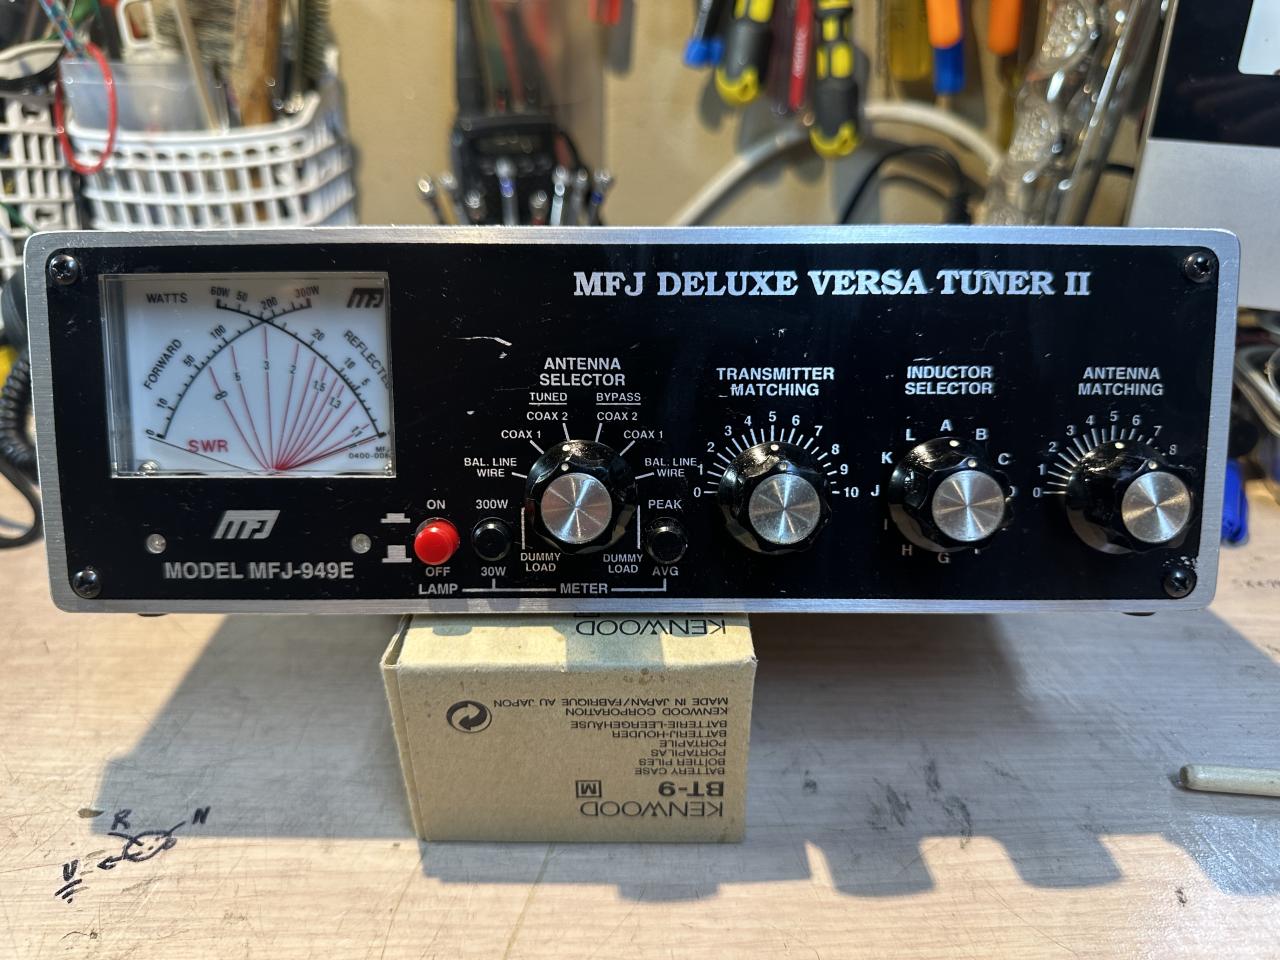 MFJ DELUXE VERSA TUNER II
WATTS
60W 50 200 300W
MFJ
FORWARD
REFLECTED
10 50 100
20 10 5
∞ 5 3 2 1.5 1.3 1.1
0
SWR
MFJ
MODEL MFJ-949E
ON
OFF
LAMP
300W
30W
METER
PEAK
AVG
ANTENNA
SELECTOR
TUNED BYPASS
COAX 2 COAX 2
COAX 1 COAX 1
BAL. LINE BAL. LINE
WIRE WIRE
DUMMY DUMMY
LOAD LOAD
TRANSMITTER
MATCHING
0 1 2 3 4 5 6 7 8 9 10
INDUCTOR
SELECTOR
A B C D
G H I J K L
ANTENNA
MATCHING
0 1 2 3 4 5 6 7 8
KENWOOD
KENWOOD
BT-9 M
BATTERY CASE
BOÎTIER PILES
PORTAPILAS
PORTAPILE
BATTERIJ-HOUDER
BATTERIE-LEERGEHÄUSE
KENWOOD CORPORATION
MADE IN JAPAN/FABRIQUE AU JAPON
R N
V